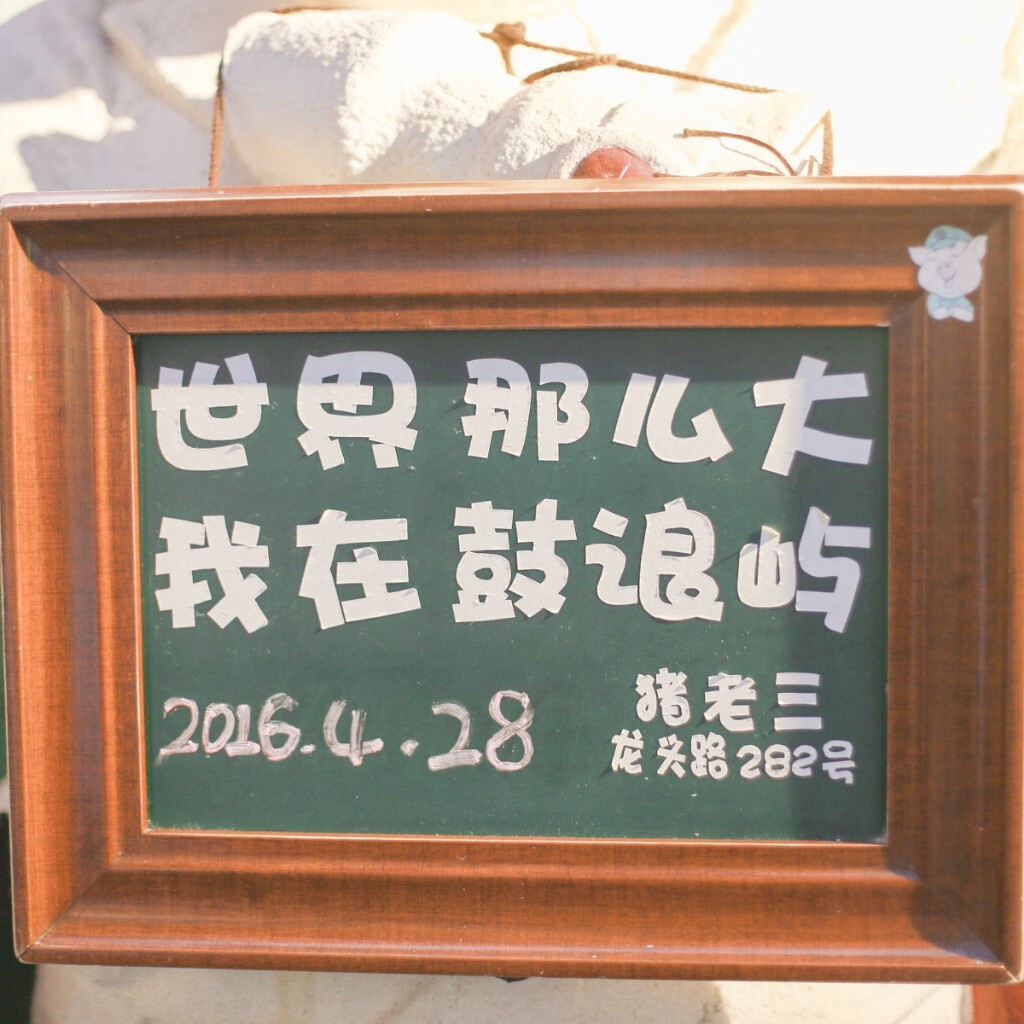 世界那么大
我在鼓浪屿
2016.4.28
猪老三
龙头路282号